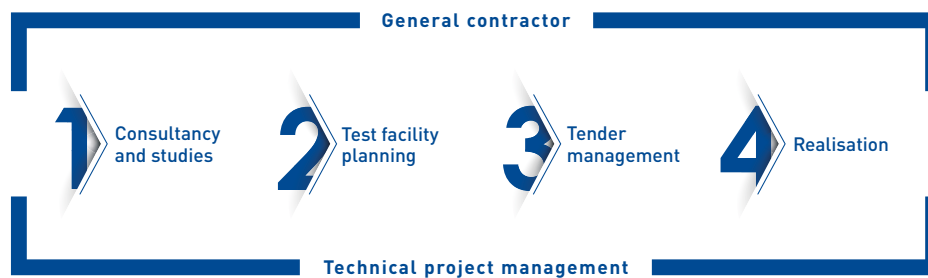 General contractor
1
Consultancy
and studies
2
Test facility
planning
3
Tender
management
4
Realisation
Technical project management